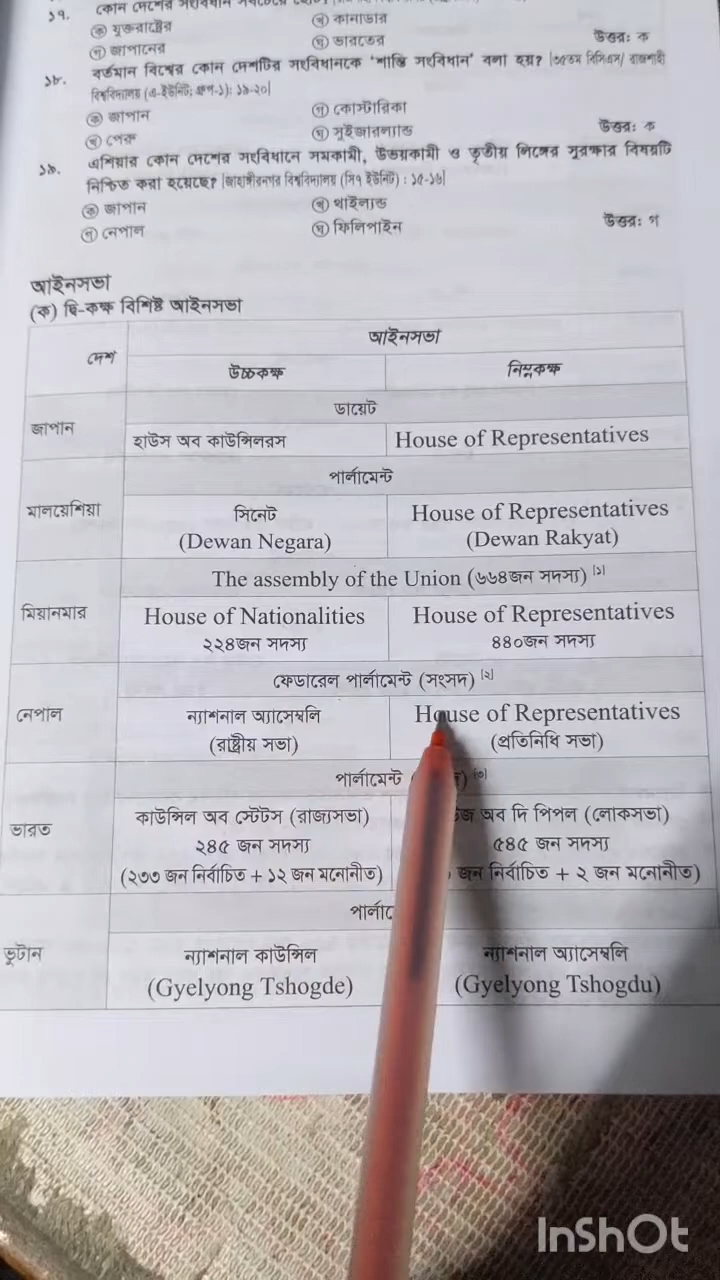 ১৭. কোন দেশের সংবিধান
ক যুক্তরাষ্ট্রের খ কানাডার
গ জাপানের ঘ ভারতের উত্তর: ক
১৮. বর্তমান বিশ্বের কোন দেশটির সংবিধানকে 'শান্তি সংবিধান' বলা হয়? [৩৫তম বিসিএস/ রাজশাহী
বিশ্ববিদ্যালয় (এ-ইউনিট; গ্রুপ-১): ১৯-২০]
ক জাপান গ কোস্টারিকা
খ পেরু ঘ সুইজারল্যান্ড উত্তর: ক
১৯. এশিয়ার কোন দেশের সংবিধানে সমকামী, উভয়কামী ও তৃতীয় লিঙ্গের সুরক্ষার বিষয়টি
নিশ্চিত করা হয়েছে? [জাহাঙ্গীরনগর বিশ্ববিদ্যালয় (সি৭ ইউনিট) : ১৫-১৬]
ক জাপান খ থাইল্যান্ড
গ নেপাল ঘ ফিলিপাইন উত্তর: গ
আইনসভা
(ক) দ্বি-কক্ষ বিশিষ্ট আইনসভা
দেশ আইনসভা
উচ্চকক্ষ নিম্নকক্ষ
ডায়েট
জাপান হাউস অব কাউন্সিলরস House of Representatives
পার্লামেন্ট
মালয়েশিয়া সিনেট House of Representatives
(Dewan Negara) (Dewan Rakyat)
The assembly of the Union (৬৬৪জন সদস্য) [১]
মিয়ানমার House of Nationalities House of Representatives
২২৪জন সদস্য ৪৪০জন সদস্য
ফেডারেল পার্লামেন্ট (সংসদ) [২]
নেপাল ন্যাশনাল অ্যাসেম্বলি House of Representatives
(রাষ্ট্রীয় সভা) (প্রতিনিধি সভা)
পার্লামেন্ট [৩]
ভারত কাউন্সিল অব স্টেটস (রাজ্যসভা) অব দি পিপল (লোকসভা)
২৪৫ জন সদস্য ৫৪৫ জন সদস্য
(২৩৩ জন নির্বাচিত + ১২ জন মনোনীত) জন নির্বাচিত + ২ জন মনোনীত)
পার্লা
ভুটান ন্যাশনাল কাউন্সিল ন্যাশনাল অ্যাসেম্বলি
(Gyelyong Tshogde) (Gyelyong Tshogdu)
InShOt